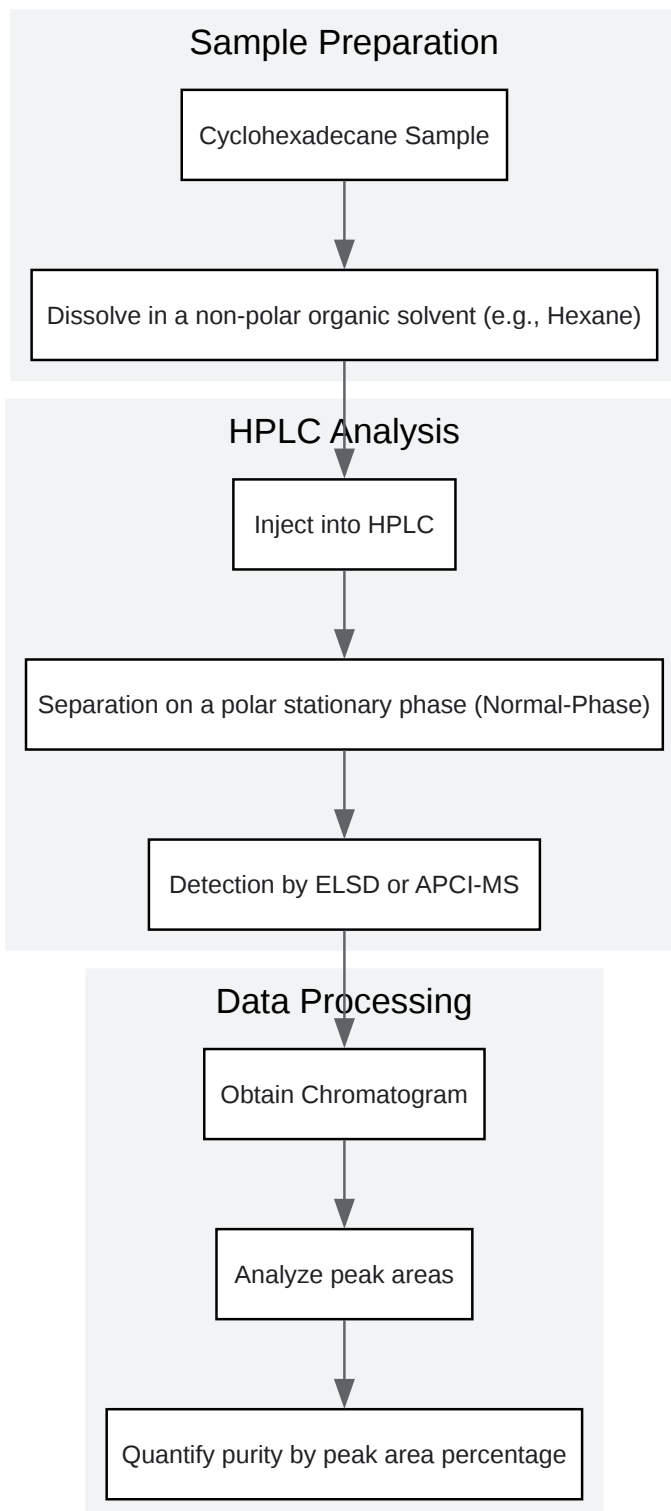 Sample Preparation
Cyclohexadecane Sample
Dissolve in a non-polar organic solvent (e.g., Hexane)
HPLC Analysis
Inject into HPLC
Separation on a polar stationary phase (Normal-Phase)
Detection by ELSD or APCI-MS
Data Processing
Obtain Chromatogram
Analyze peak areas
Quantify purity by peak area percentage